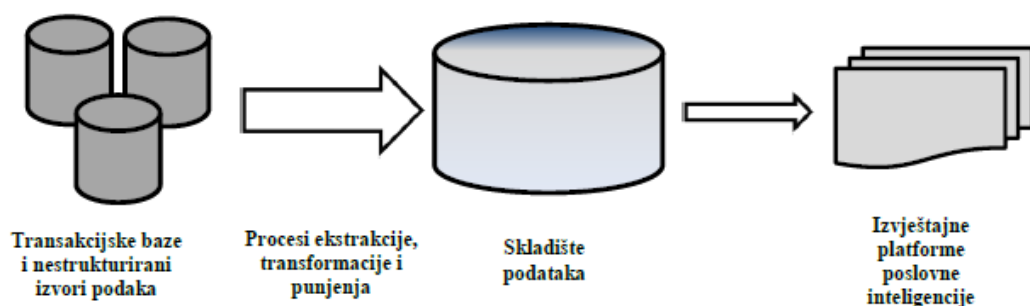 Transakcijske baze
i nestrukturirani
izvori podaka
Procesi ekstrakcije,
transformacije i
punjenja
Skladište
podataka
Izvještajne
platforme
poslovne
inteligencije